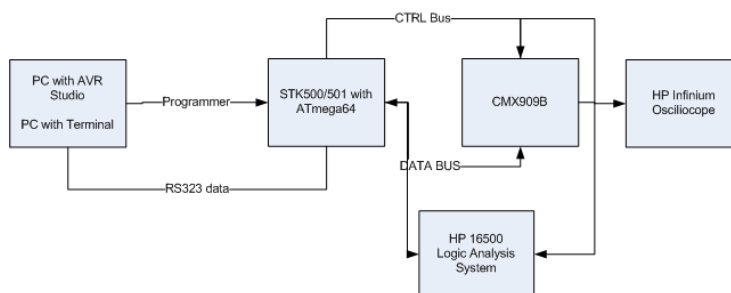 CTRL Bus
PC with AVR
Studio
PC with Terminal
Programmer
STK500/501 with
ATmega64
CMX909B
HP Infinium
Osciliocope
DATA BUS
RS323 data
HP 16500
Logic Analysis
System